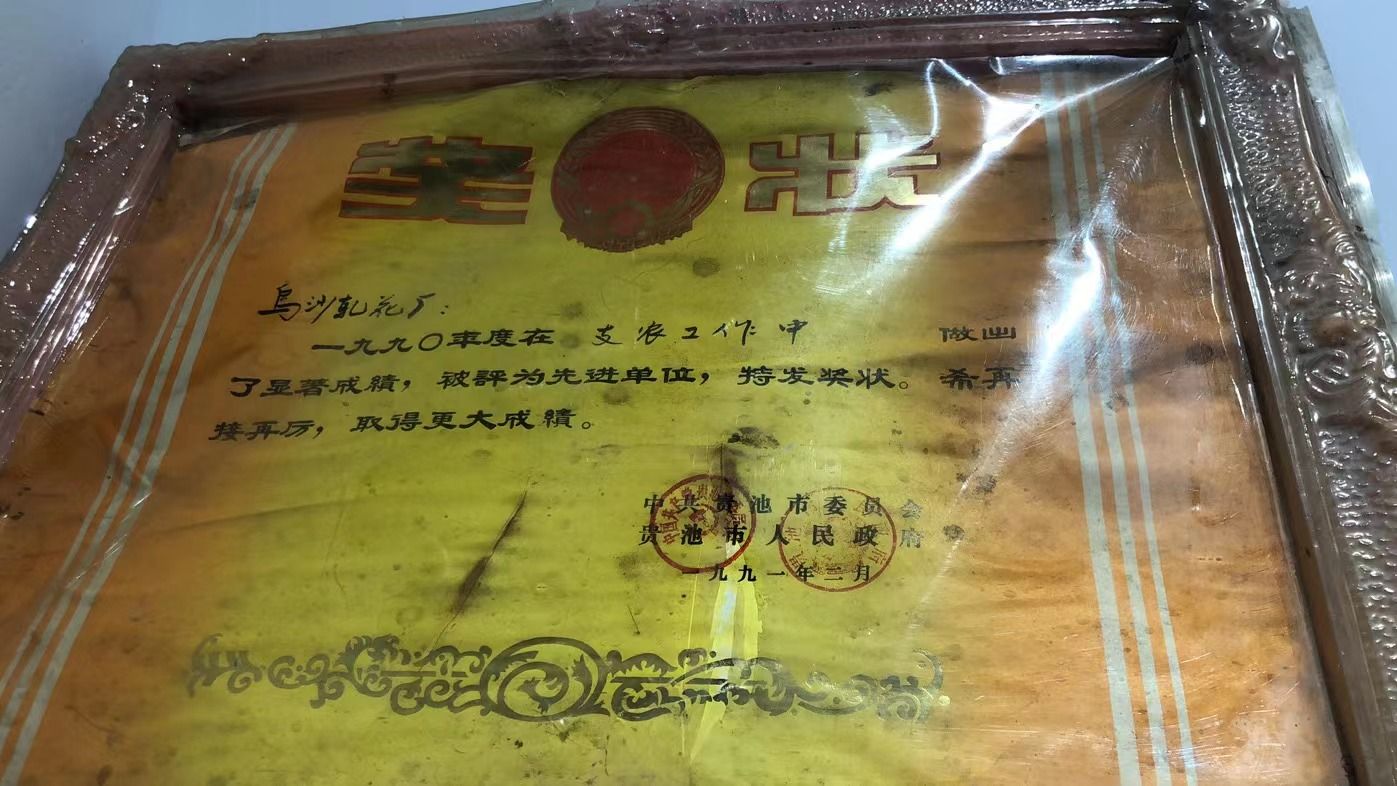 奖状
乌沙轧花厂：
一九九〇年度在 支农工作中 做出
了显著成績，被評为先进单位，特发奖状。希再
接再厉，取得更大成績。
中共贵池市委员会
贵池市人民政府
一九九一年二月